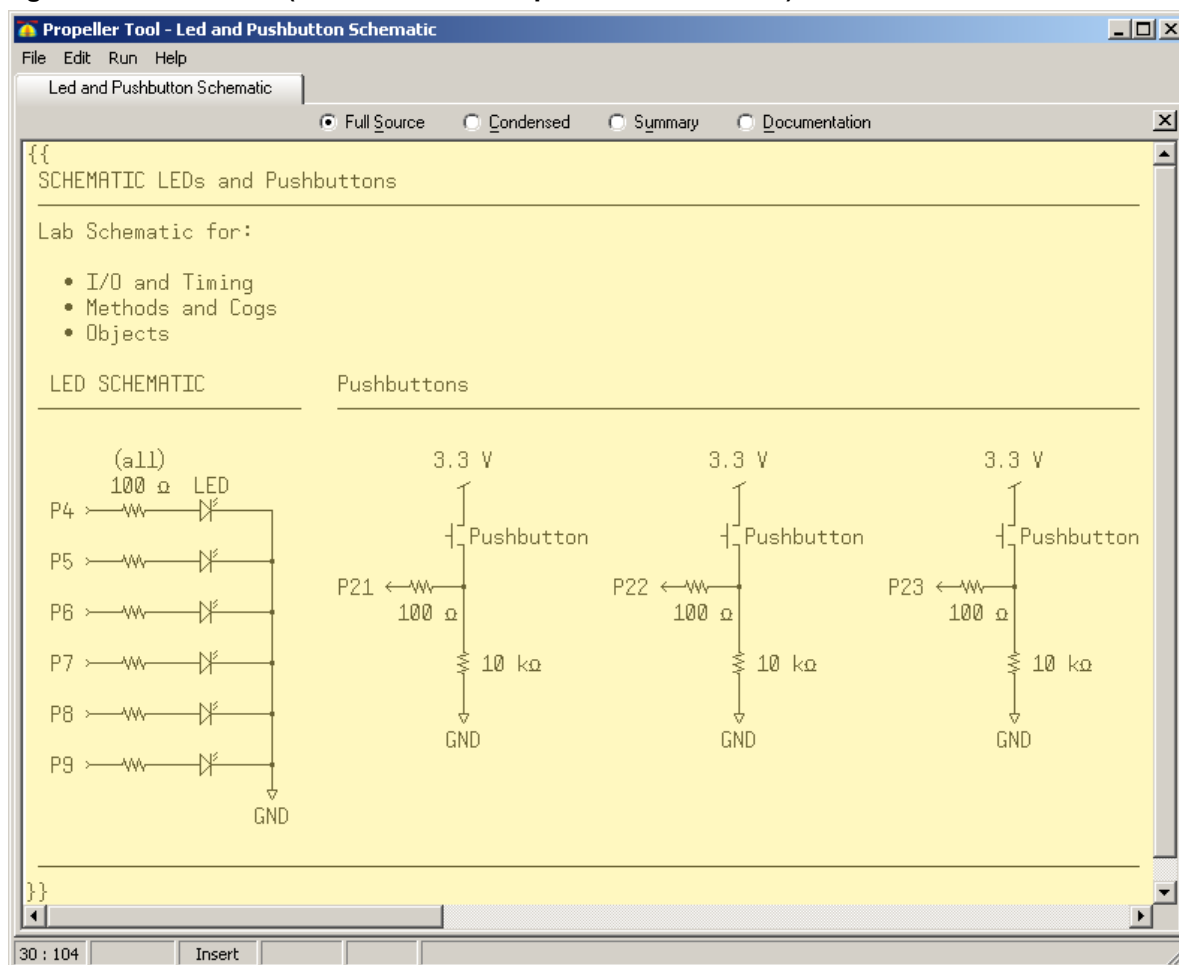 Propeller Tool - Led and Pushbutton Schematic
File Edit Run Help
Led and Pushbutton Schematic
Full Source Condensed Summary Documentation
{{
SCHEMATIC LEDs and Pushbuttons
Lab Schematic for:
• I/O and Timing
• Methods and Cogs
• Objects
LED SCHEMATIC Pushbuttons
(all) 3.3 V 3.3 V 3.3 V
100 Ω LED
P4
Pushbutton Pushbutton Pushbutton
P5
P21 P22 P23
P6 100 Ω 100 Ω 100 Ω
P7 10 kΩ 10 kΩ 10 kΩ
P8
GND GND GND
P9
GND
}}
30 : 104 Insert